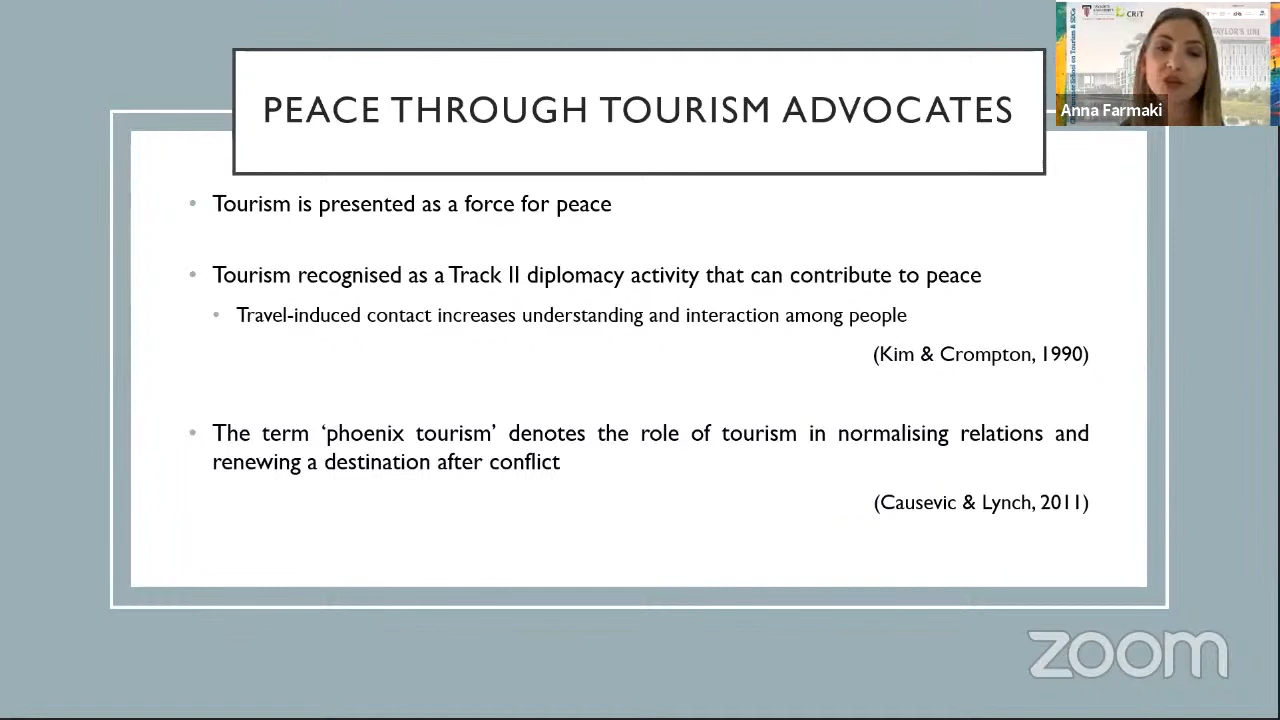 PEACE THROUGH TOURISM ADVOCATES
• Tourism is presented as a force for peace
• Tourism recognised as a Track II diplomacy activity that can contribute to peace
• Travel-induced contact increases understanding and interaction among people
(Kim & Crompton, 1990)
• The term ‘phoenix tourism’ denotes the role of tourism in normalising relations and
renewing a destination after conflict
(Causevic & Lynch, 2011)
CRiT
Anna Farmaki
zoom